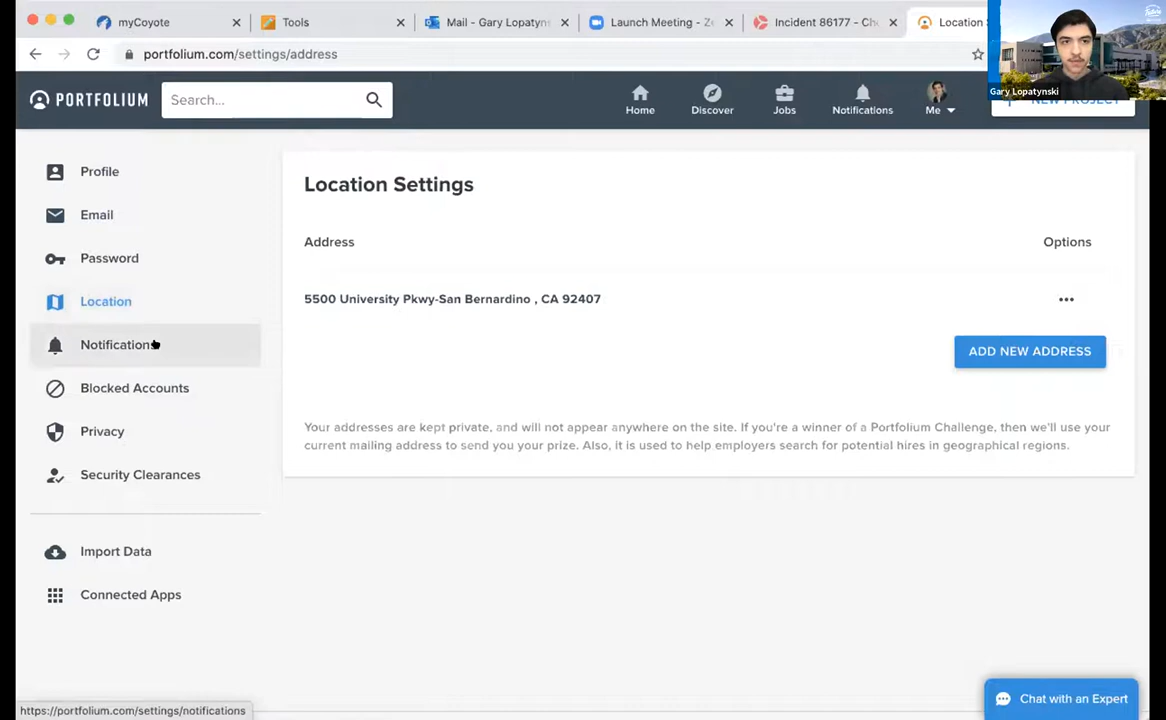 myCoyote
Tools
Mail - Gary Lopatyns
Launch Meeting - Z
Incident 86177 - Ch
Location
portfolium.com/settings/address
Gary Lopatynski
PORTFOLIUM
Search...
Home
Discover
Jobs
Notifications
Me
NEW PROJECT
Profile
Email
Password
Location
Notifications
Blocked Accounts
Privacy
Security Clearances
Import Data
Connected Apps
Location Settings
Address
Options
5500 University Pkwy-San Bernardino , CA 92407
ADD NEW ADDRESS
Your addresses are kept private, and will not appear anywhere on the site. If you're a winner of a Portfolium Challenge, then we'll use your
current mailing address to send you your prize. Also, it is used to help employers search for potential hires in geographical regions.
https://portfolium.com/settings/notifications
Chat with an Expert